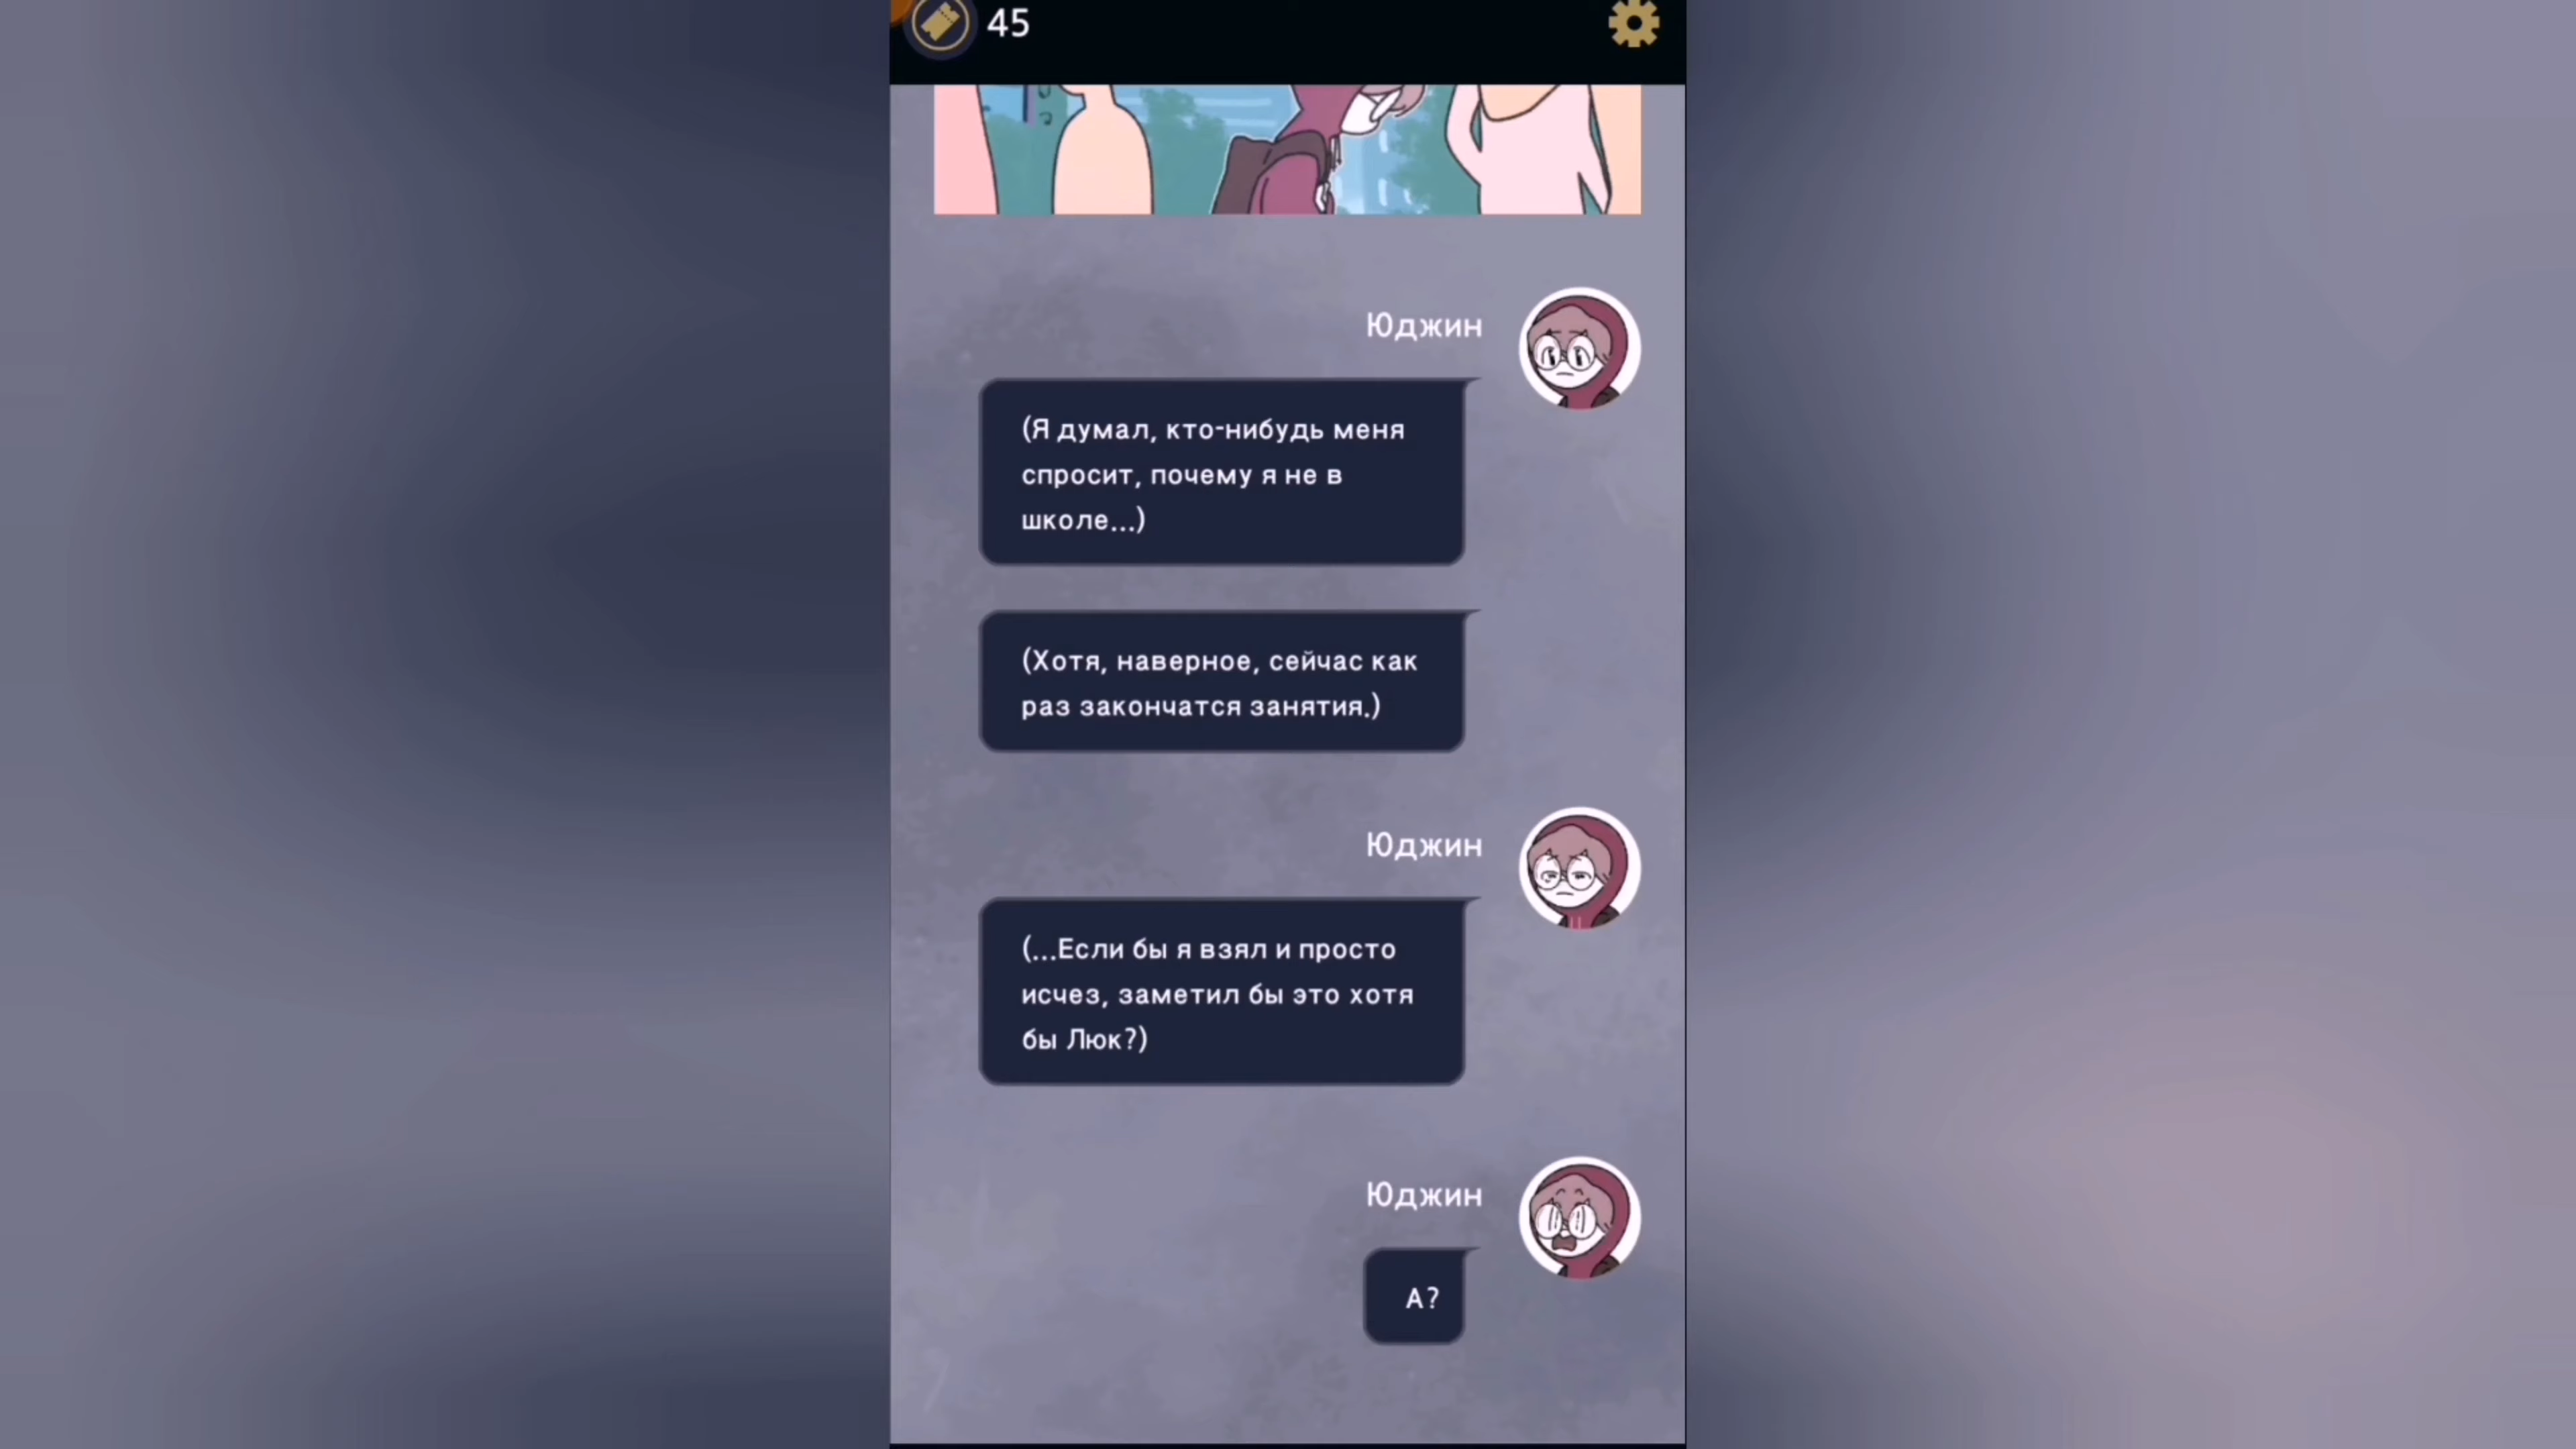 45
Юджин
(Я думал, кто-нибудь меня
спросит, почему я не в
школе...)
(Хотя, наверное, сейчас как
раз закончатся занятия.)
Юджин
(...Если бы я взял и просто
исчез, заметил бы это хотя
бы Люк?)
Юджин
А?